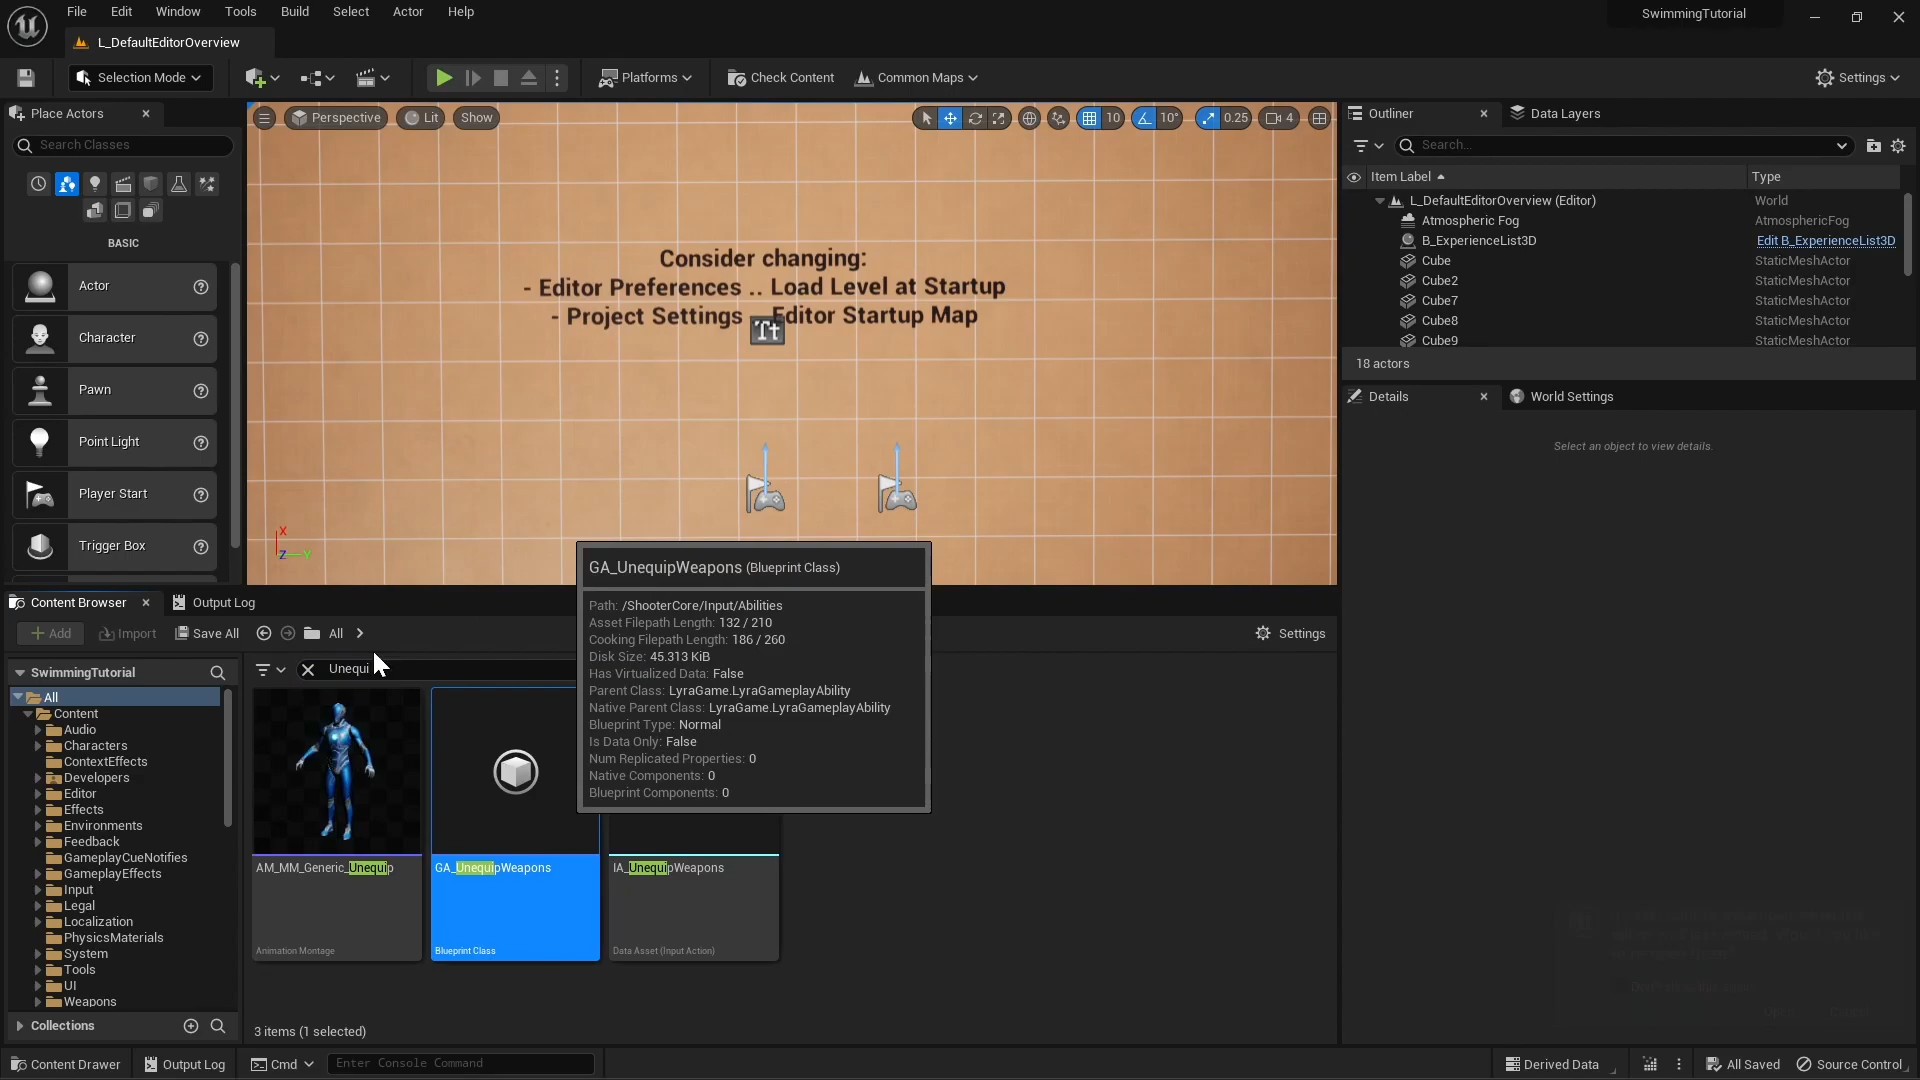 File Edit Window Tools Build Select Actor Help
SwimmingTutorial
L_DefaultEditorOverview
Selection Mode
Platforms
Check Content
Common Maps
Settings
Place Actors
Search Classes
BASIC
Actor
Character
Pawn
Point Light
Player Start
Trigger Box
Perspective Lit Show
10 10° 0.25 4
Consider changing:
- Editor Preferences .. Load Level at Startup
- Project Settings Editor Startup Map
Tt
X
Z Y
Outliner Data Layers
Search...
Item Label Type
L_DefaultEditorOverview (Editor) World
Atmospheric Fog AtmosphericFog
B_ExperienceList3D Edit B_ExperienceList3D
Cube StaticMeshActor
Cube2 StaticMeshActor
Cube7 StaticMeshActor
Cube8 StaticMeshActor
Cube9 StaticMeshActor
18 actors
Details World Settings
Select an object to view details.
Content Browser Output Log
Add Import Save All All
Settings
SwimmingTutorial
All
Content
Audio
Characters
ContextEffects
Developers
Editor
Effects
Environments
Feedback
GameplayCueNotifies
GameplayEffects
Input
Legal
Localization
PhysicsMaterials
System
Tools
UI
Weapons
Collections
Unequi
AM_MM_Generic_Unequip
Animation Montage
GA_UnequipWeapons
Blueprint Class
IA_UnequipWeapons
Data Asset (Input Action)
3 items (1 selected)
GA_UnequipWeapons (Blueprint Class)
Path: /ShooterCore/Input/Abilities
Asset Filepath Length: 132 / 210
Cooking Filepath Length: 186 / 260
Disk Size: 45.313 KiB
Has Virtualized Data: False
Parent Class: LyraGame.LyraGameplayAbility
Native Parent Class: LyraGame.LyraGameplayAbility
Blueprint Type: Normal
Is Data Only: False
Num Replicated Properties: 0
Native Components: 0
Blueprint Components: 0
Content Drawer Output Log Cmd Enter Console Command
Derived Data All Saved Source Control